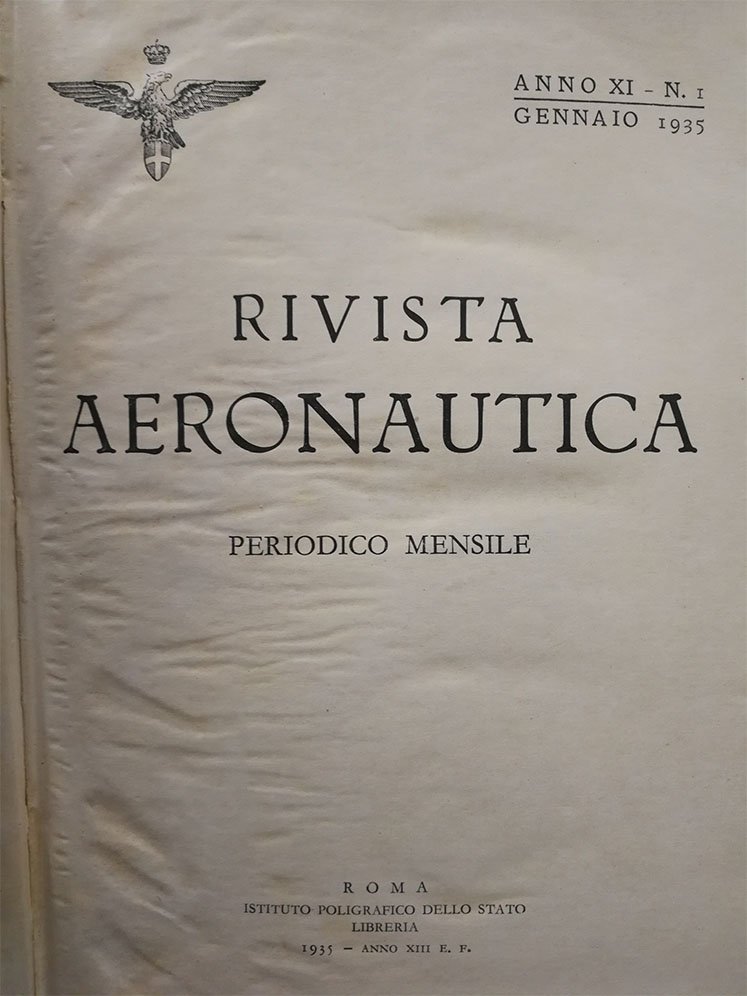 ANNO XI - N. 1
GENNAIO 1935
RIVISTA
AERONAUTICA
PERIODICO MENSILE
ROMA
ISTITUTO POLIGRAFICO DELLO STATO
LIBRERIA
1935 — ANNO XIII E. F.